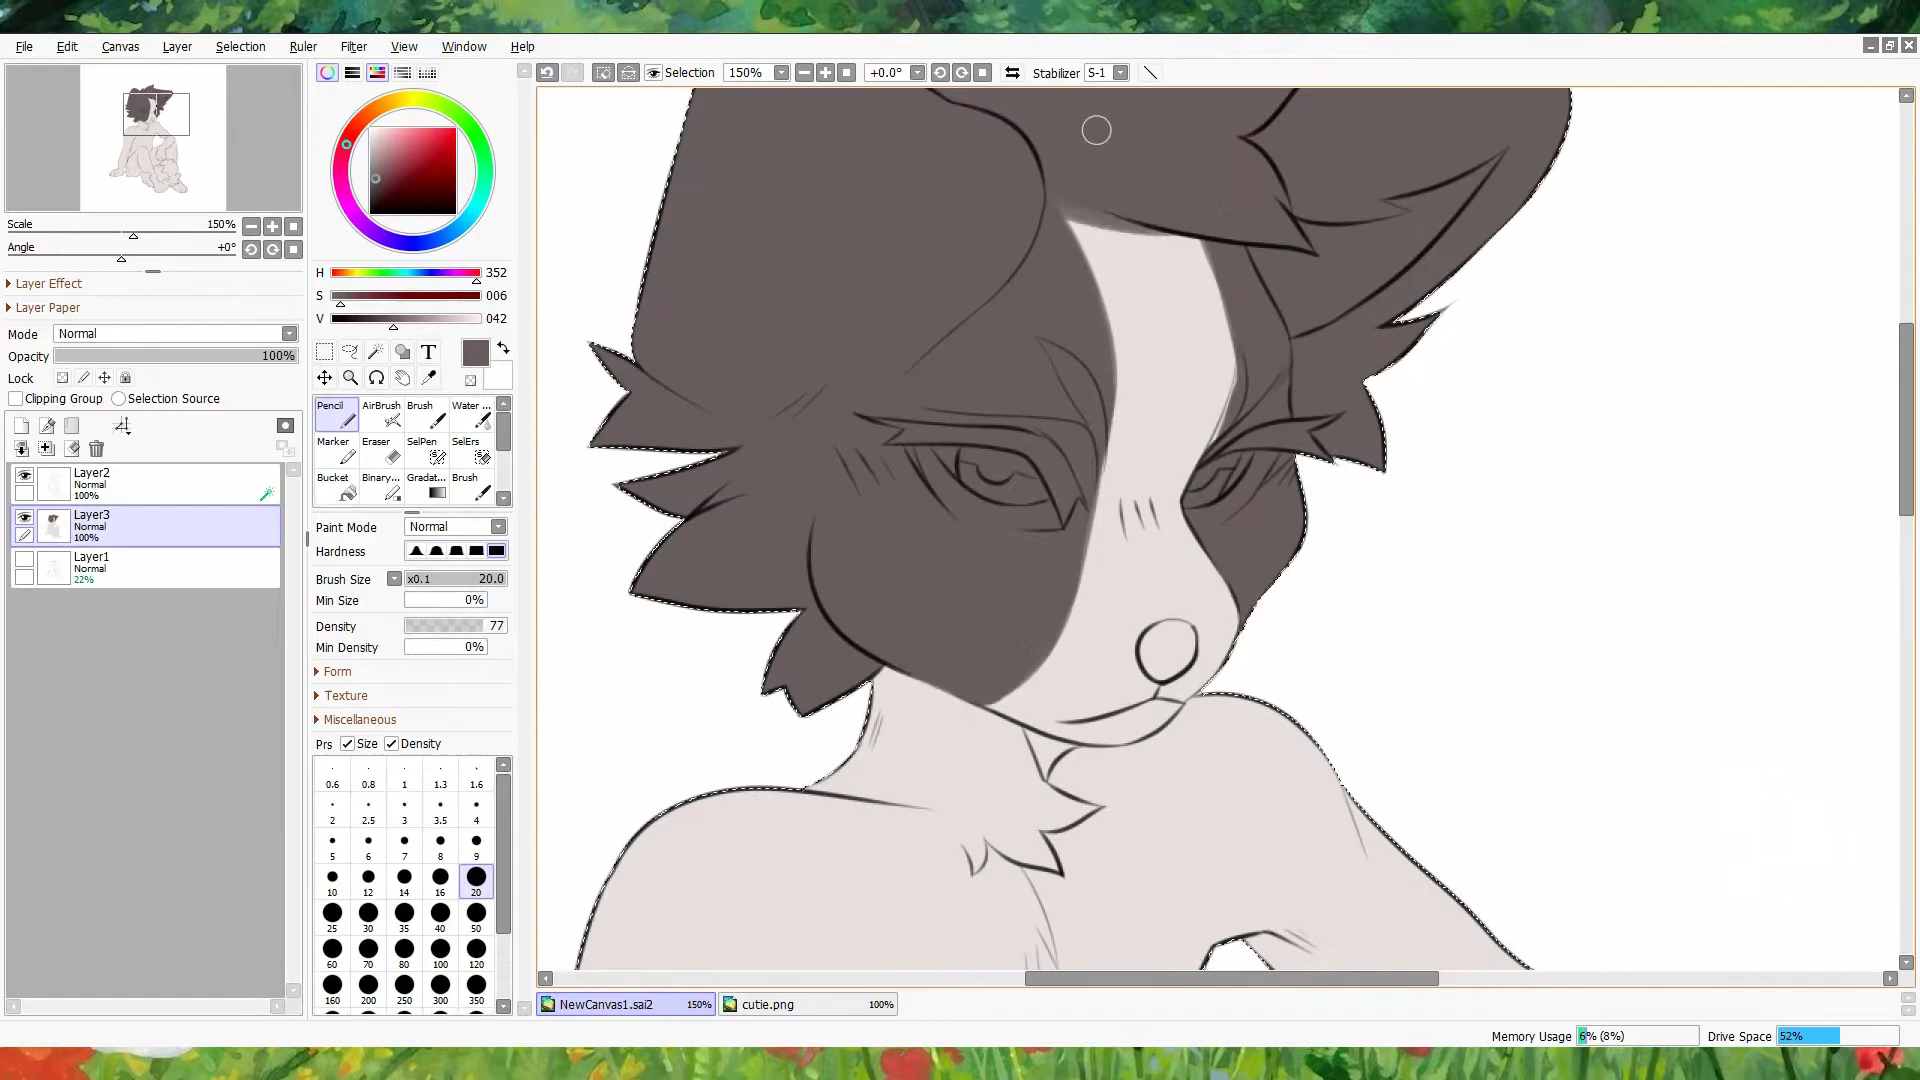 File Edit Canvas Layer Selection Ruler Filter View Window Help
Selection 150% +0.0° Stabilizer S-1
Scale 150%
Angle +0°
Layer Effect
Layer Paper
Mode Normal
Opacity 100%
Lock
Clipping Group Selection Source
Layer2
Normal
100%
Layer3
Normal
100%
Layer1
Normal
22%
H 352
S 006
V 042
T
Pencil AirBrush Brush Water ...
Marker Eraser SelPen SelErs
Bucket Binary... Gradat... Brush
Paint Mode Normal
Hardness
Brush Size x0.1 20.0
Min Size 0%
Density 77
Min Density 0%
Form
Texture
Miscellaneous
Prs Size Density
0.6 0.8 1 1.3 1.6
2 2.5 3 3.5 4
5 6 7 8 9
10 12 14 16 20
25 30 35 40 50
60 70 80 100 120
160 200 250 300 350
NewCanvas1.sai2 150% cutie.png 100%
Memory Usage 6% (8%) Drive Space 52%